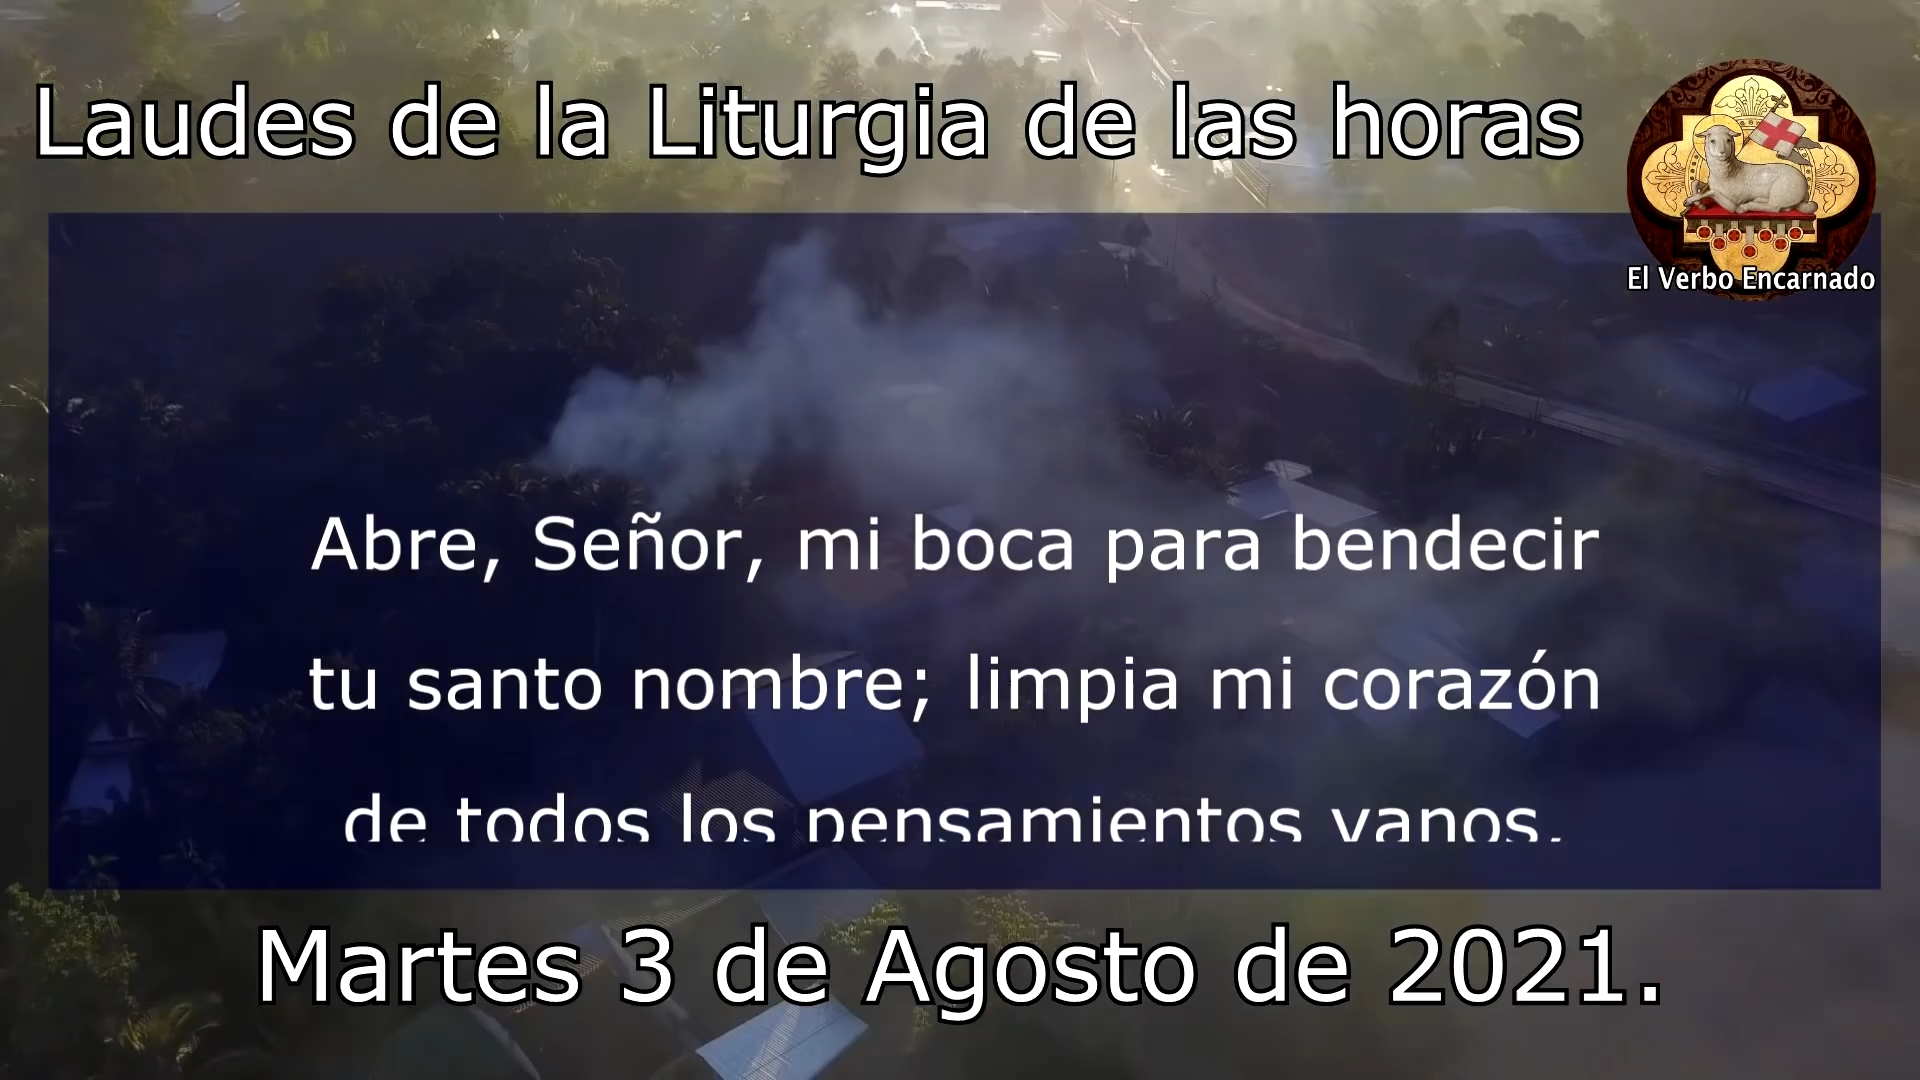 Laudes de la Liturgia de las horas
El Verbo Encarnado
Abre, Señor, mi boca para bendecir
tu santo nombre; limpia mi corazón
de todos los pensamientos vanos,
Martes 3 de Agosto de 2021.